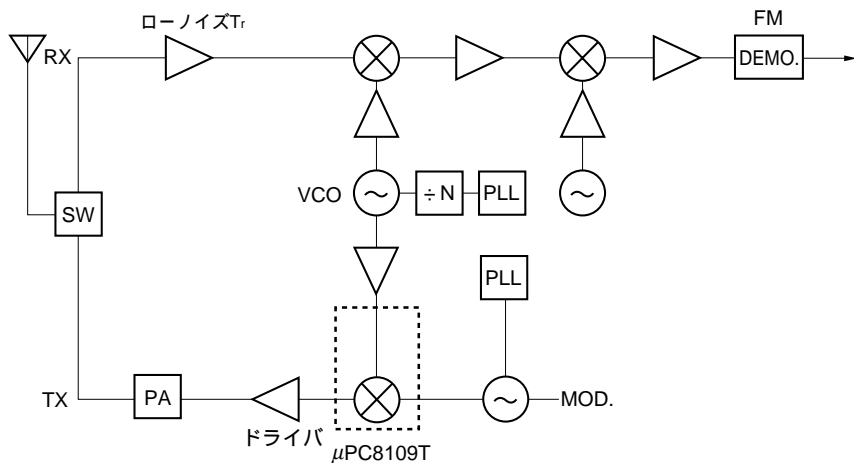 FM
ローノイズTr
RX
DEMO.
VCO
÷N
PLL
SW
PLL
TX
PA
MOD.
ドライバ
μPC8109T